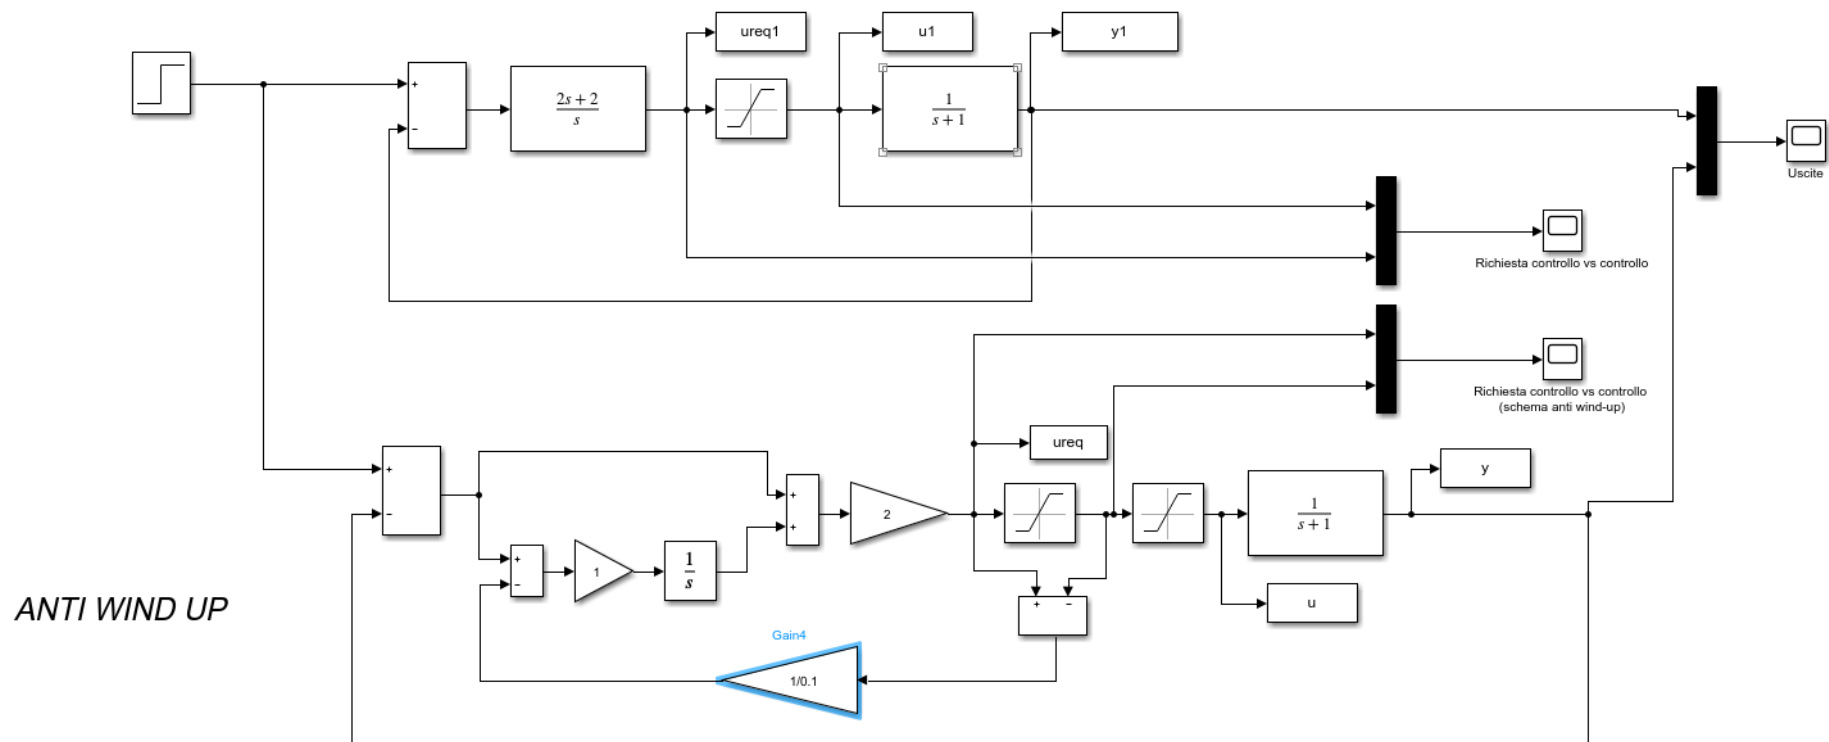 ureq1
u1
y1
+
−
2s + 2
s
1
s + 1
Uscite
Richiesta controllo vs controllo
Richiesta controllo vs controllo
(schema anti wind-up)
ureq
y
+
−
+
+
2
1
s + 1
+
−
1
1
s
+ −
u
ANTI WIND UP
Gain4
1/0.1